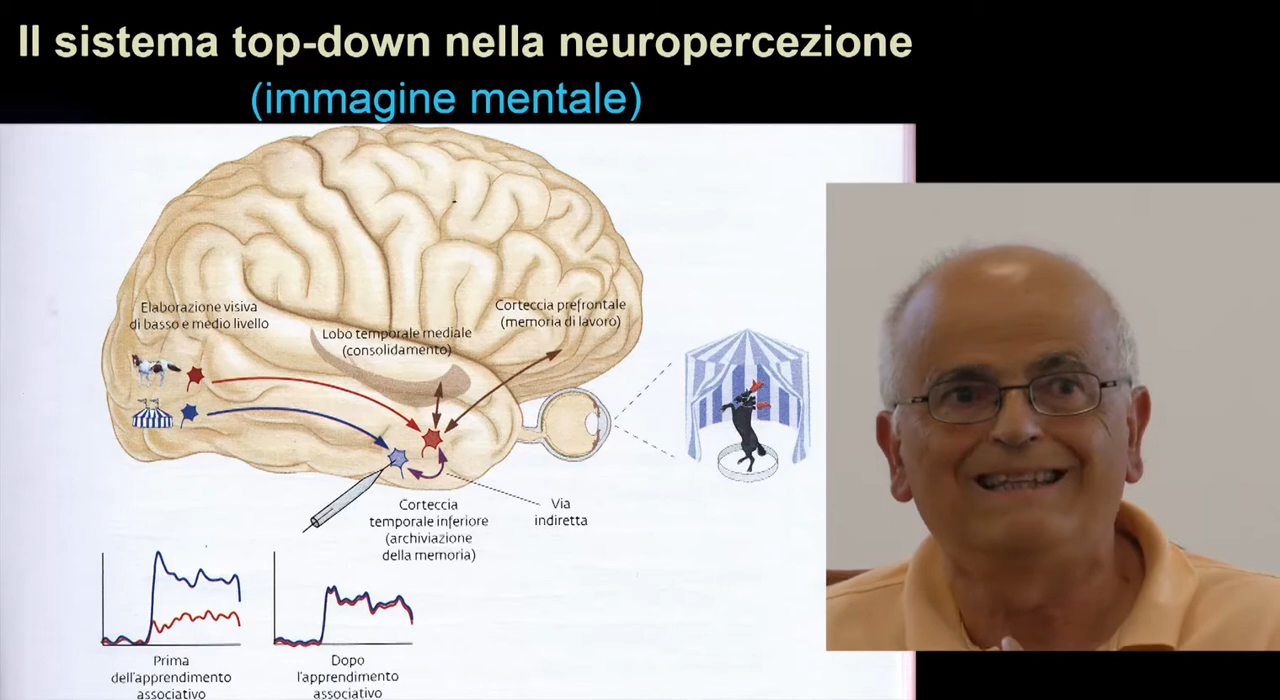 Il sistema top-down nella neuropercezione
(immagine mentale)
Elaborazione visiva
di basso e medio livello
Lobo temporale mediale
(consolidamento)
Corteccia prefrontale
(memoria di lavoro)
Corteccia
temporale inferiore
(archiviazione
della memoria)
Via
indiretta
Prima
dell'apprendimento
associativo
Dopo
l'apprendimento
associativo